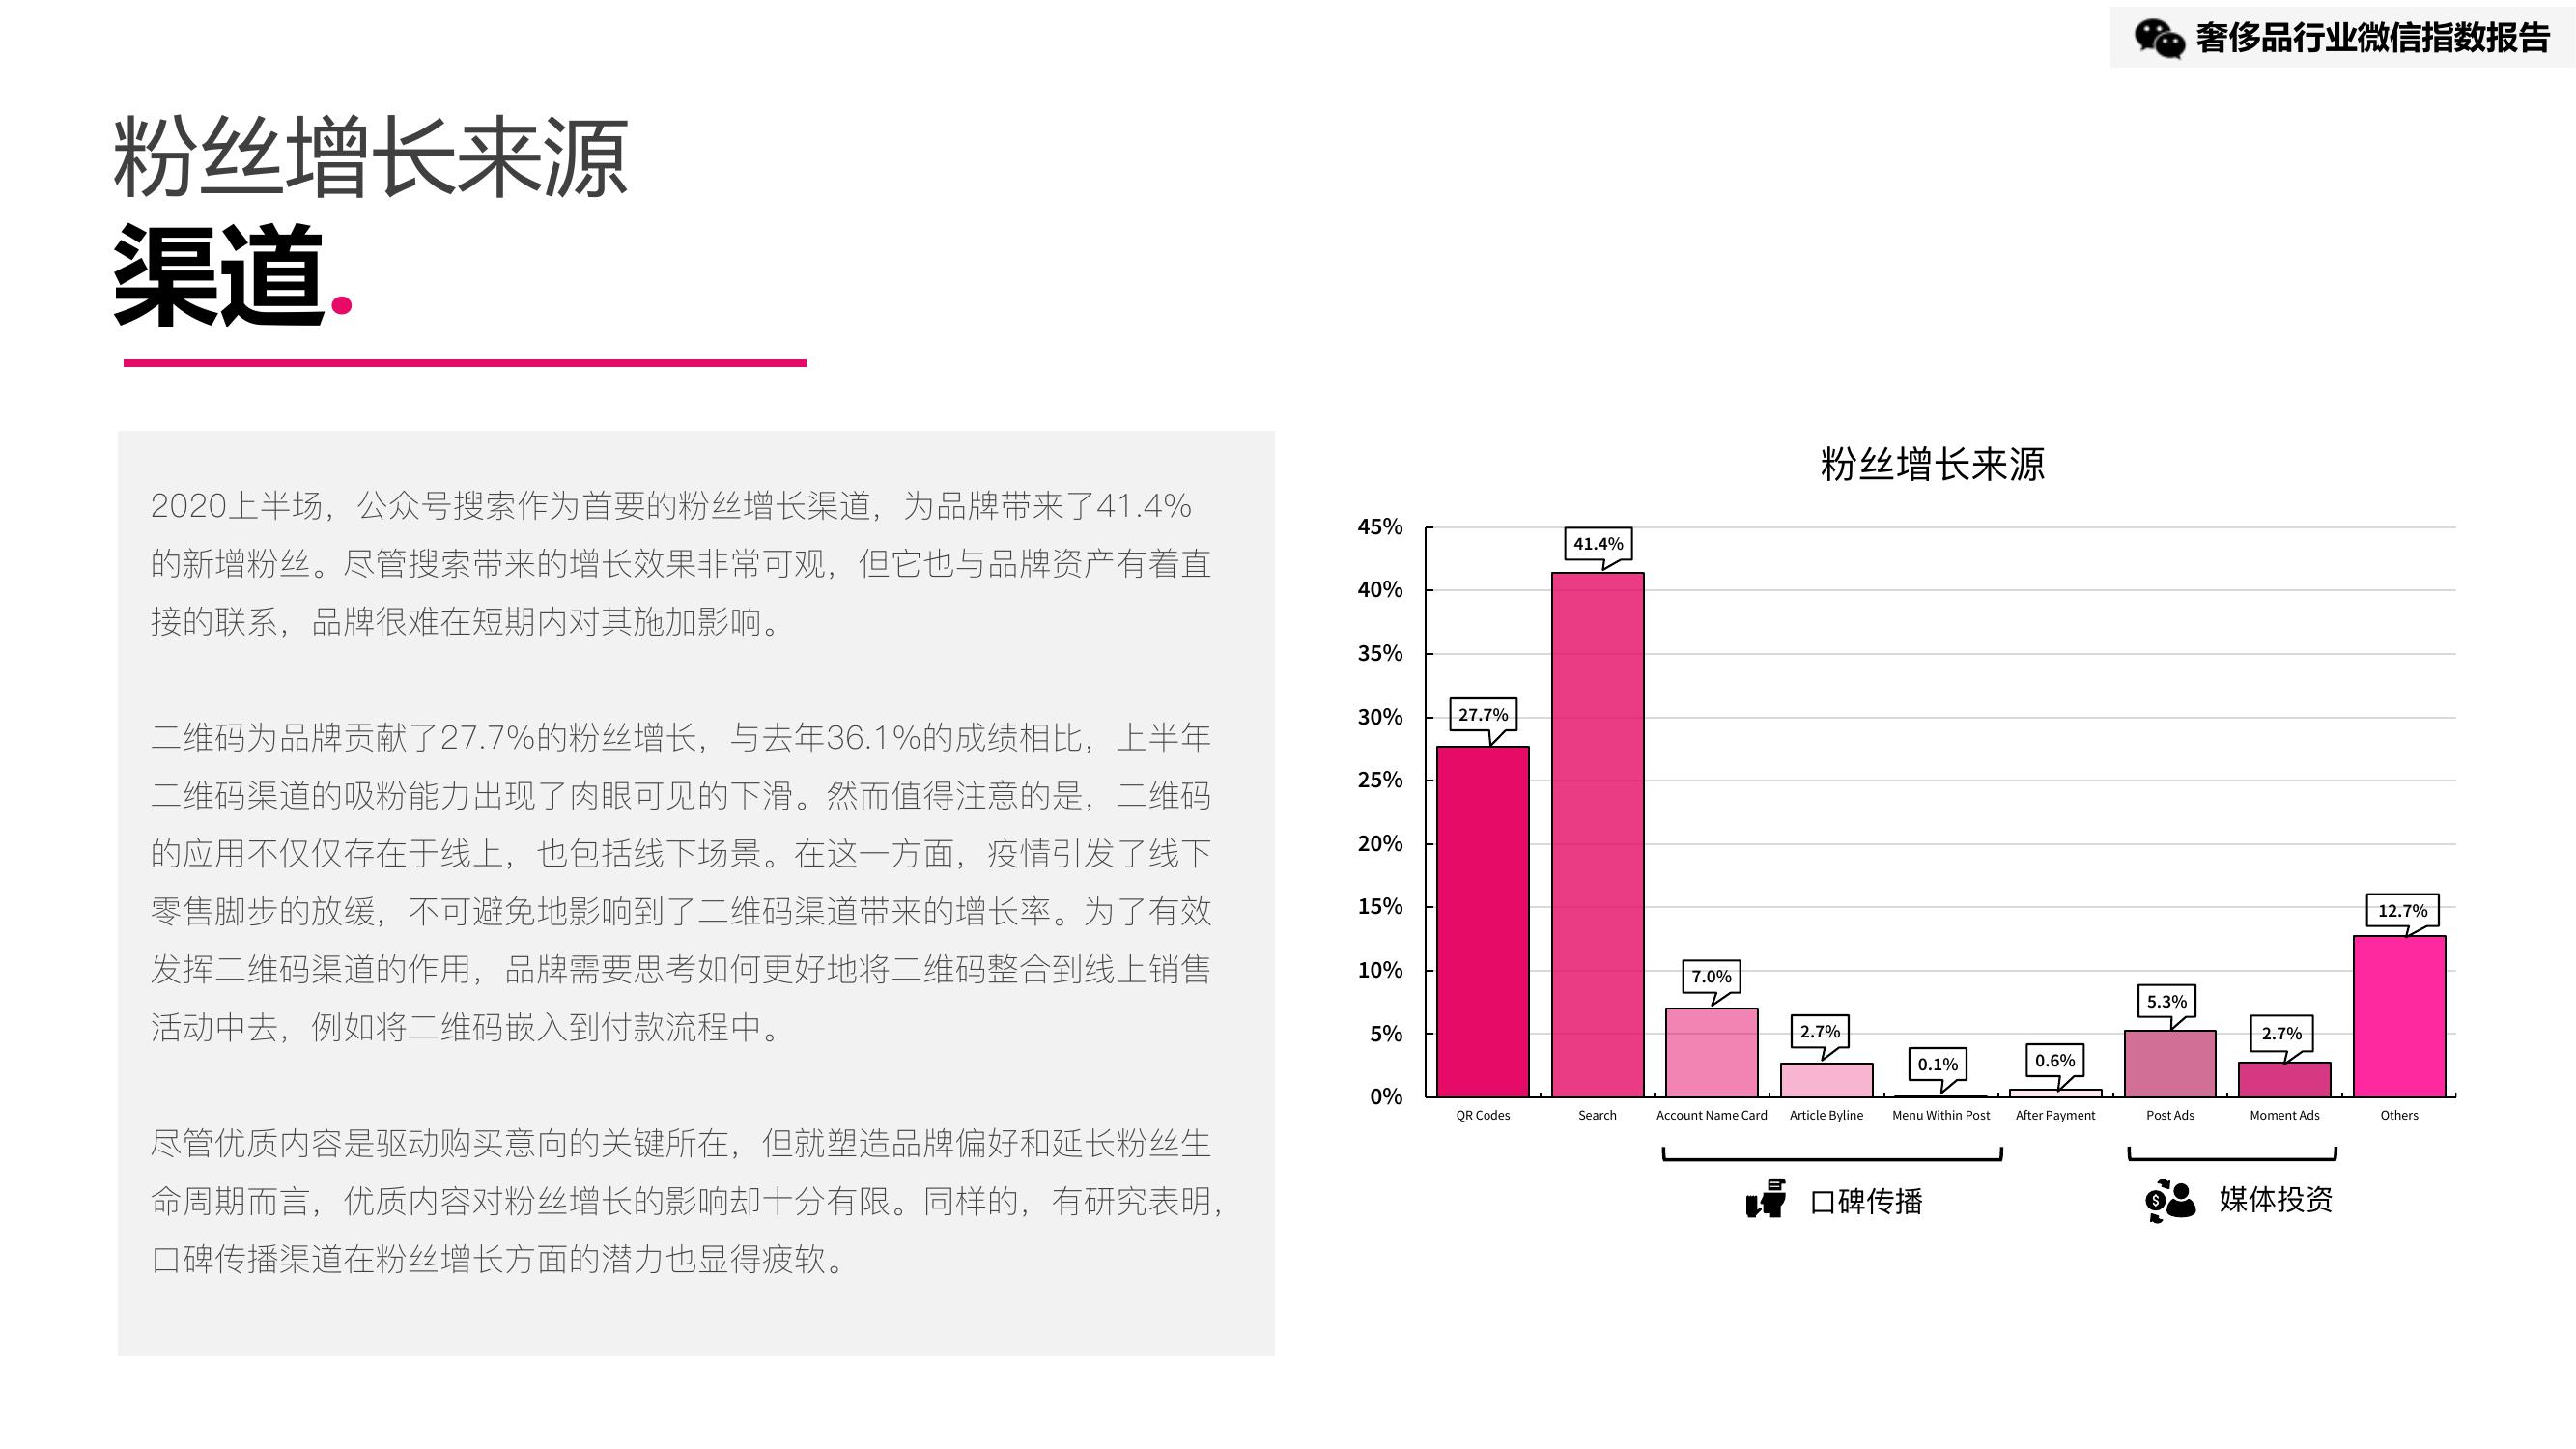 奢侈品行业微信指数报告
粉丝增长来源
渠道.
2020上半场，公众号搜索作为首要的粉丝增长渠道，为品牌带来了41.4%
的新增粉丝。尽管搜索带来的增长效果非常可观，但它也与品牌资产有着直
接的联系，品牌很难在短期内对其施加影响。
二维码为品牌贡献了27.7%的粉丝增长，与去年36.1%的成绩相比，上半年
二维码渠道的吸粉能力出现了肉眼可见的下滑。然而值得注意的是，二维码
的应用不仅仅存在于线上，也包括线下场景。在这一方面，疫情引发了线下
零售脚步的放缓，不可避免地影响到了二维码渠道带来的增长率。为了有效
发挥二维码渠道的作用，品牌需要思考如何更好地将二维码整合到线上销售
活动中去，例如将二维码嵌入到付款流程中。
尽管优质内容是驱动购买意向的关键所在，但就塑造品牌偏好和延长粉丝生
命周期而言，优质内容对粉丝增长的影响却十分有限。同样的，有研究表明，
口碑传播渠道在粉丝增长方面的潜力也显得疲软。
粉丝增长来源
45%
40%
35%
30%
25%
20%
15%
10%
5%
0%
27.7%
41.4%
7.0%
2.7%
0.1%
0.6%
5.3%
2.7%
12.7%
QR Codes
Search
Account Name Card
Article Byline
Menu Within Post
After Payment
Post Ads
Moment Ads
Others
口碑传播
媒体投资